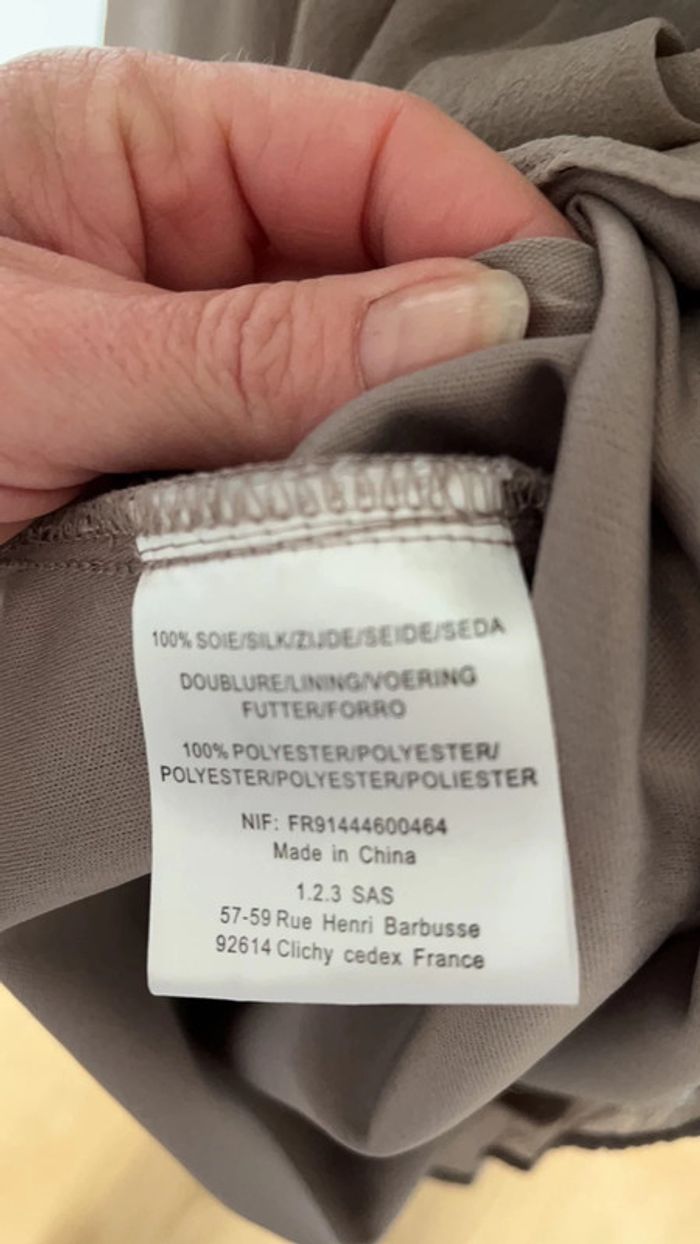 100% SOIE/SILK/ZIJDE/SEIDE/SEDA
DOUBLURE/LINING/VOERING
FUTTER/FORRO
100% POLYESTER/POLYESTER/
POLYESTER/POLYESTER/POLIESTER
NIF: FR91444600464
Made in China
1.2.3 SAS
57-59 Rue Henri Barbusse
92614 Clichy cedex France